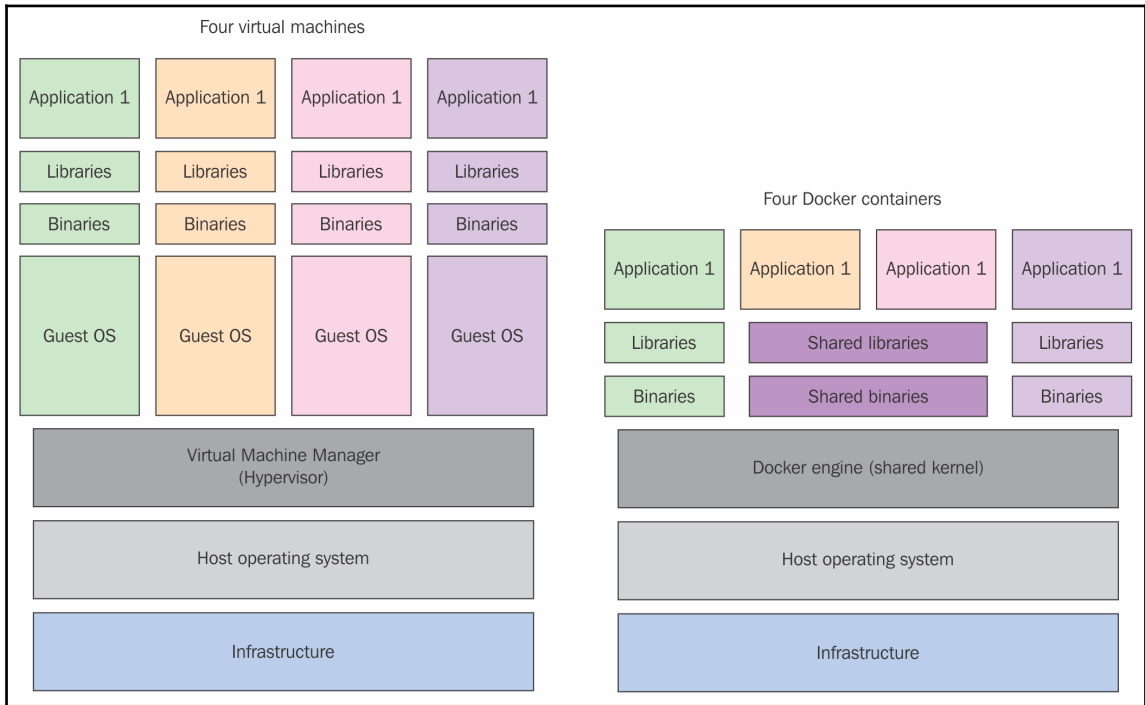 Four virtual machines
Application 1
Application 1
Application 1
Application 1
Libraries
Libraries
Libraries
Libraries
Binaries
Binaries
Binaries
Binaries
Guest OS
Guest OS
Guest OS
Guest OS
Virtual Machine Manager
(Hypervisor)
Host operating system
Infrastructure
Four Docker containers
Application 1
Application 1
Application 1
Application 1
Libraries
Shared libraries
Libraries
Binaries
Shared binaries
Binaries
Docker engine (shared kernel)
Host operating system
Infrastructure